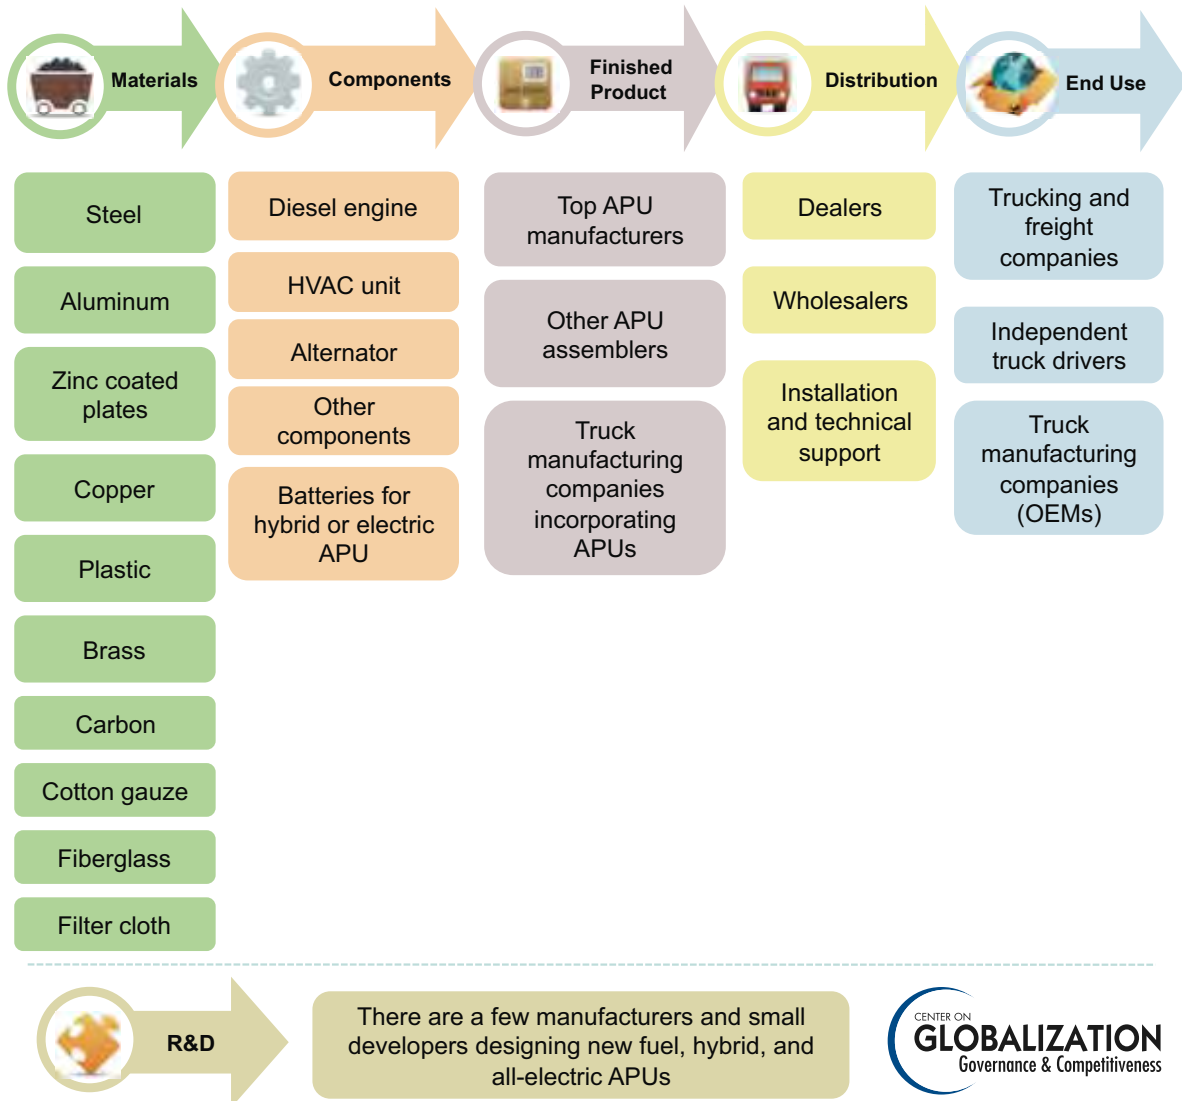 Materials
Components
Finished
Product
Distribution
End Use
Steel
Aluminum
Zinc coated
plates
Copper
Plastic
Brass
Carbon
Cotton gauze
Fiberglass
Filter cloth
Diesel engine
HVAC unit
Alternator
Other
components
Batteries for
hybrid or electric
APU
Top APU
manufacturers
Other APU
assemblers
Truck
manufacturing
companies
incorporating
APUs
Dealers
Wholesalers
Installation
and technical
support
Trucking and
freight
companies
Independent
truck drivers
Truck
manufacturing
companies
(OEMs)
R&D
There are a few manufacturers and small
developers designing new fuel, hybrid, and
all-electric APUs
CENTER ON
GLOBALIZATION
Governance & Competitiveness